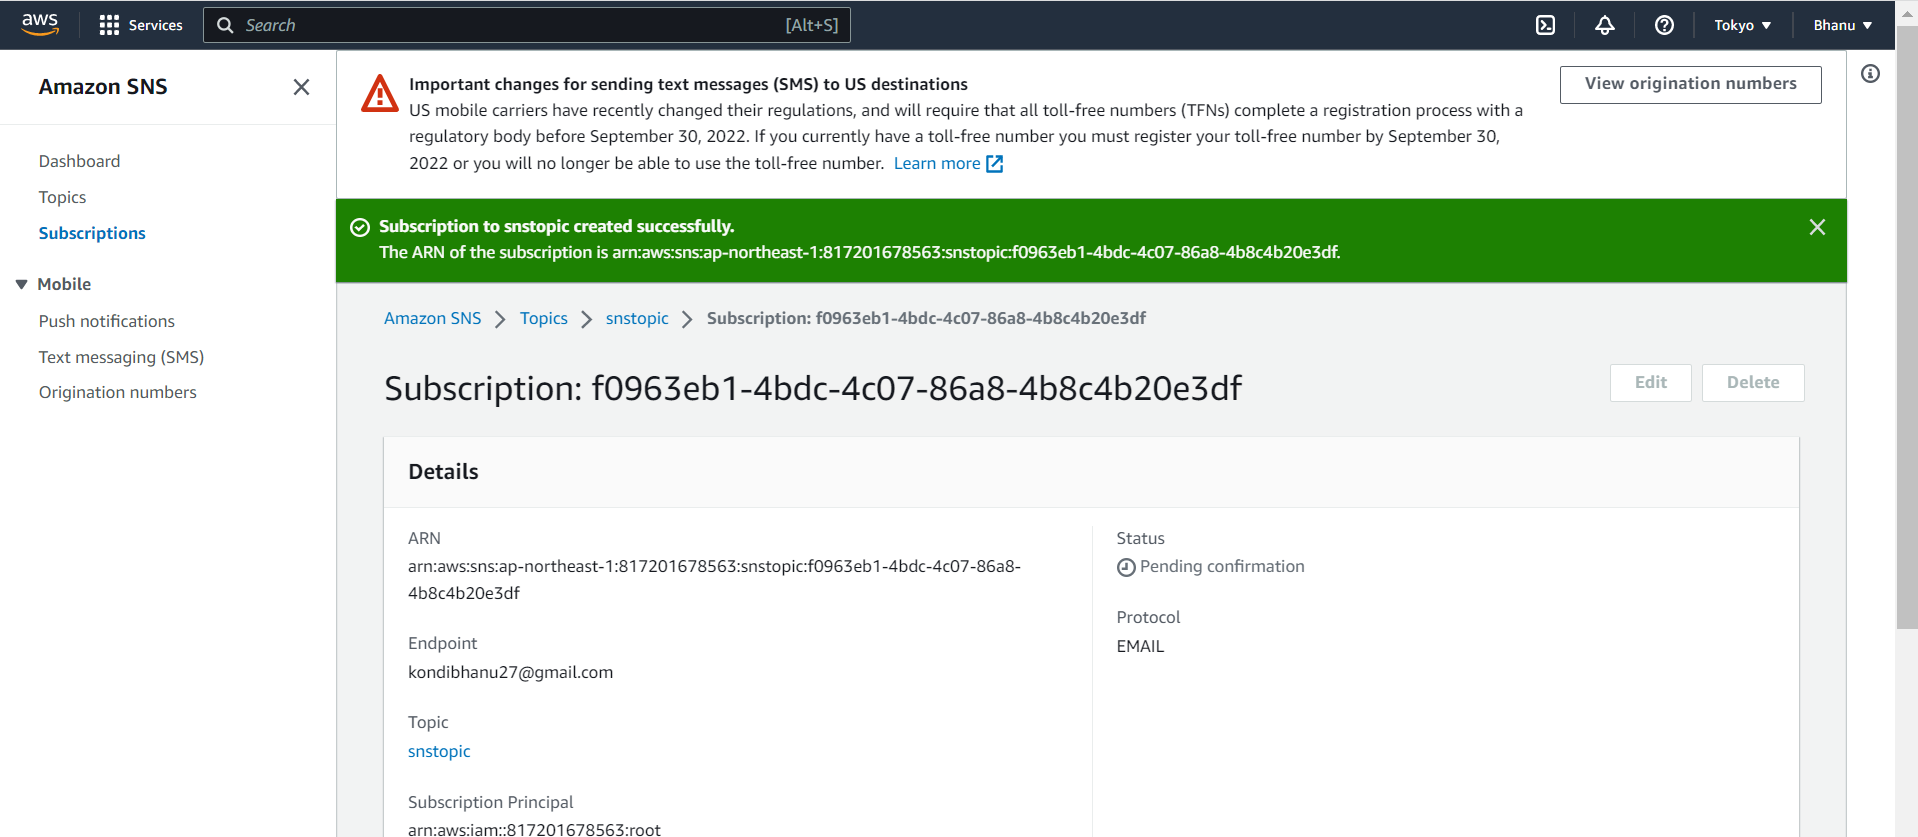 aws
Services
Search
[Alt+S]
Tokyo ▼
Bhanu ▼
Amazon SNS
Dashboard
Topics
Subscriptions
▼ Mobile
Push notifications
Text messaging (SMS)
Origination numbers
Important changes for sending text messages (SMS) to US destinations
US mobile carriers have recently changed their regulations, and will require that all toll-free numbers (TFNs) complete a registration process with a
regulatory body before September 30, 2022. If you currently have a toll-free number you must register your toll-free number by September 30,
2022 or you will no longer be able to use the toll-free number. Learn more
View origination numbers
Subscription to snstopic created successfully.
The ARN of the subscription is arn:aws:sns:ap-northeast-1:817201678563:snstopic:f0963eb1-4bdc-4c07-86a8-4b8c4b20e3df.
Amazon SNS > Topics > snstopic > Subscription: f0963eb1-4bdc-4c07-86a8-4b8c4b20e3df
Subscription: f0963eb1-4bdc-4c07-86a8-4b8c4b20e3df
Edit
Delete
Details
ARN
arn:aws:sns:ap-northeast-1:817201678563:snstopic:f0963eb1-4bdc-4c07-86a8-
4b8c4b20e3df
Endpoint
kondibhanu27@gmail.com
Topic
snstopic
Subscription Principal
arn:aws:iam::817201678563:root
Status
Pending confirmation
Protocol
EMAIL